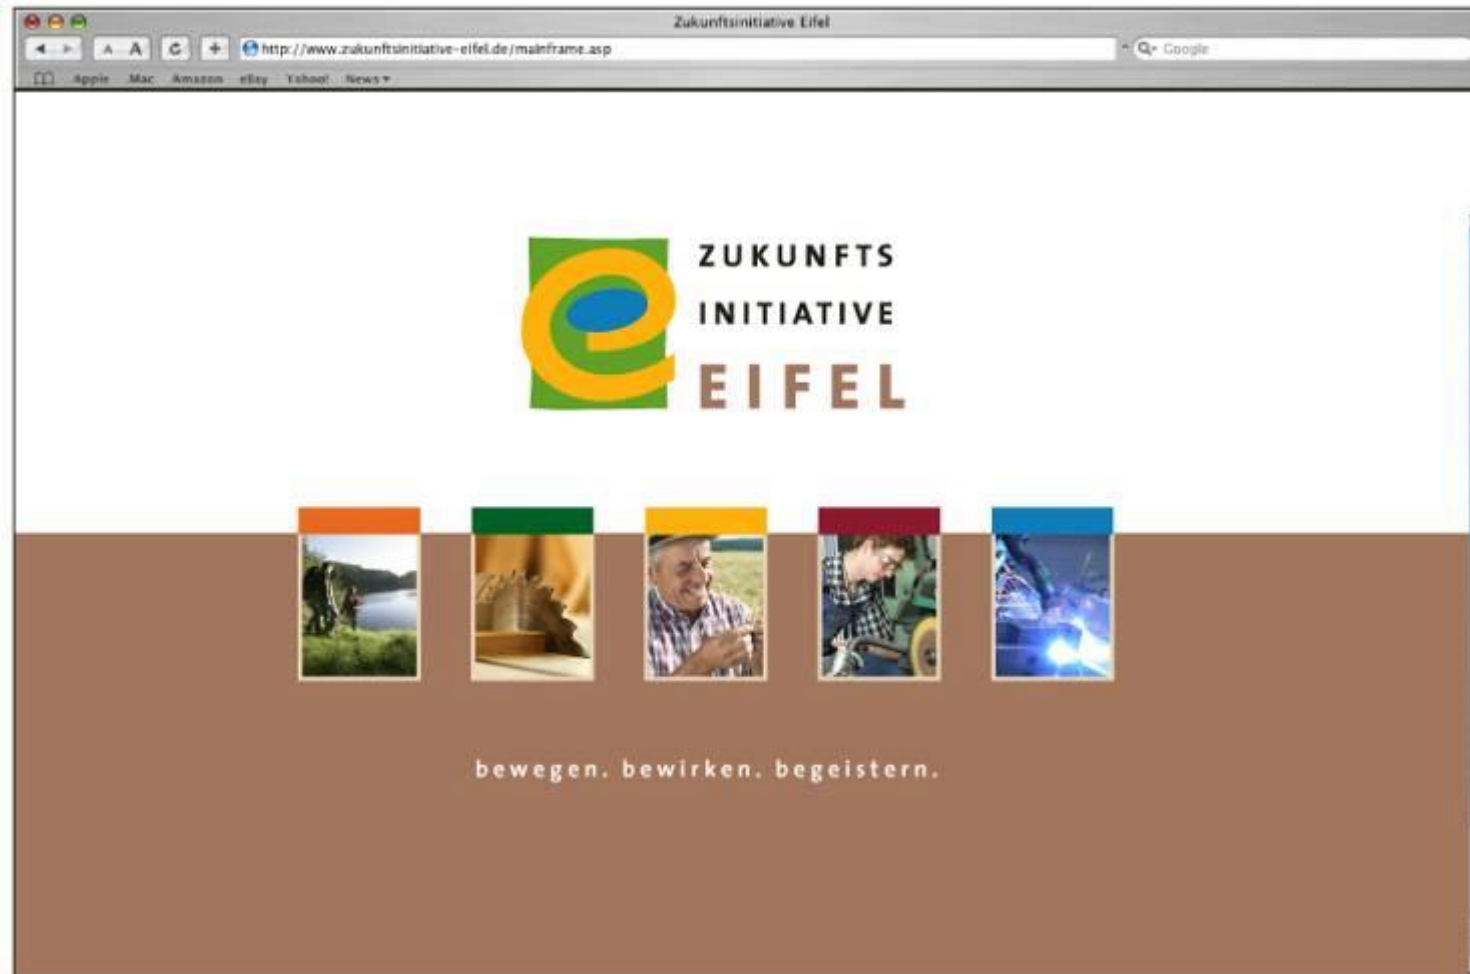 Zukunftsinitiative Eifel
A A
http://www.zukunftsinitiative-eifel.de/mainframe.asp
Google
Apple Mac Amazon eBay Yahoo! News
ZUKUNFTS
INITIATIVE
EIFEL
bewegen. bewirken. begeistern.